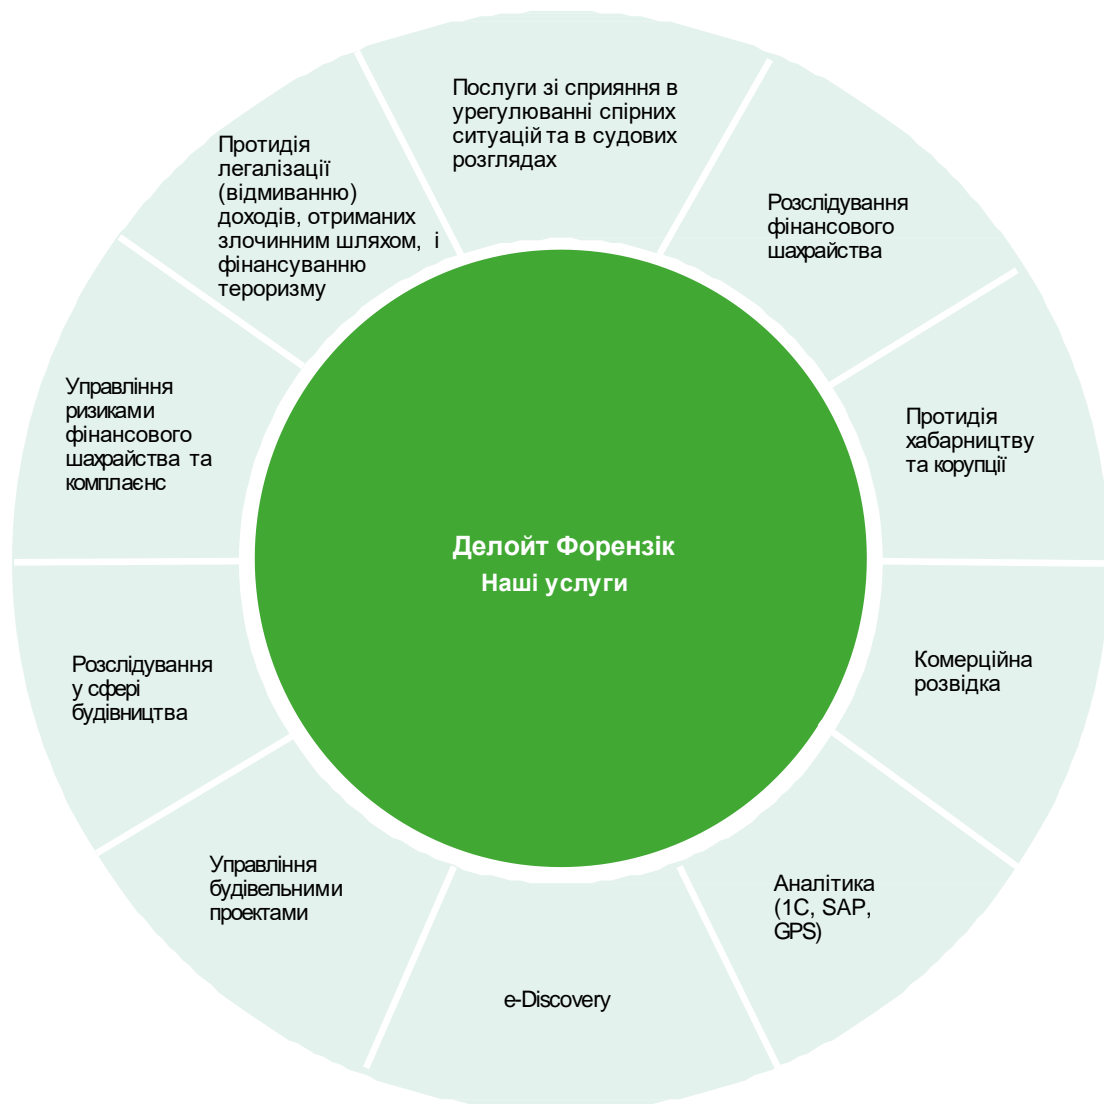 Послуги зі сприяння в
урегулюванні спірних
ситуацій та в судових
розглядах
Розслідування
фінансового
шахрайства
Протидія
хабарництву
та корупції
Комерційна
розвідка
Аналітика
(1С, SAP,
GPS)
e-Discovery
Управління
будівельними
проектами
Розслідування
у сфері
будівництва
Управління
ризиками
фінансового
шахрайства та
комплаєнс
Протидія
легалізації
(відмиванню)
доходів, отриманих
злочинним шляхом, і
фінансуванню
тероризму
Делойт Форензік
Наші услуги